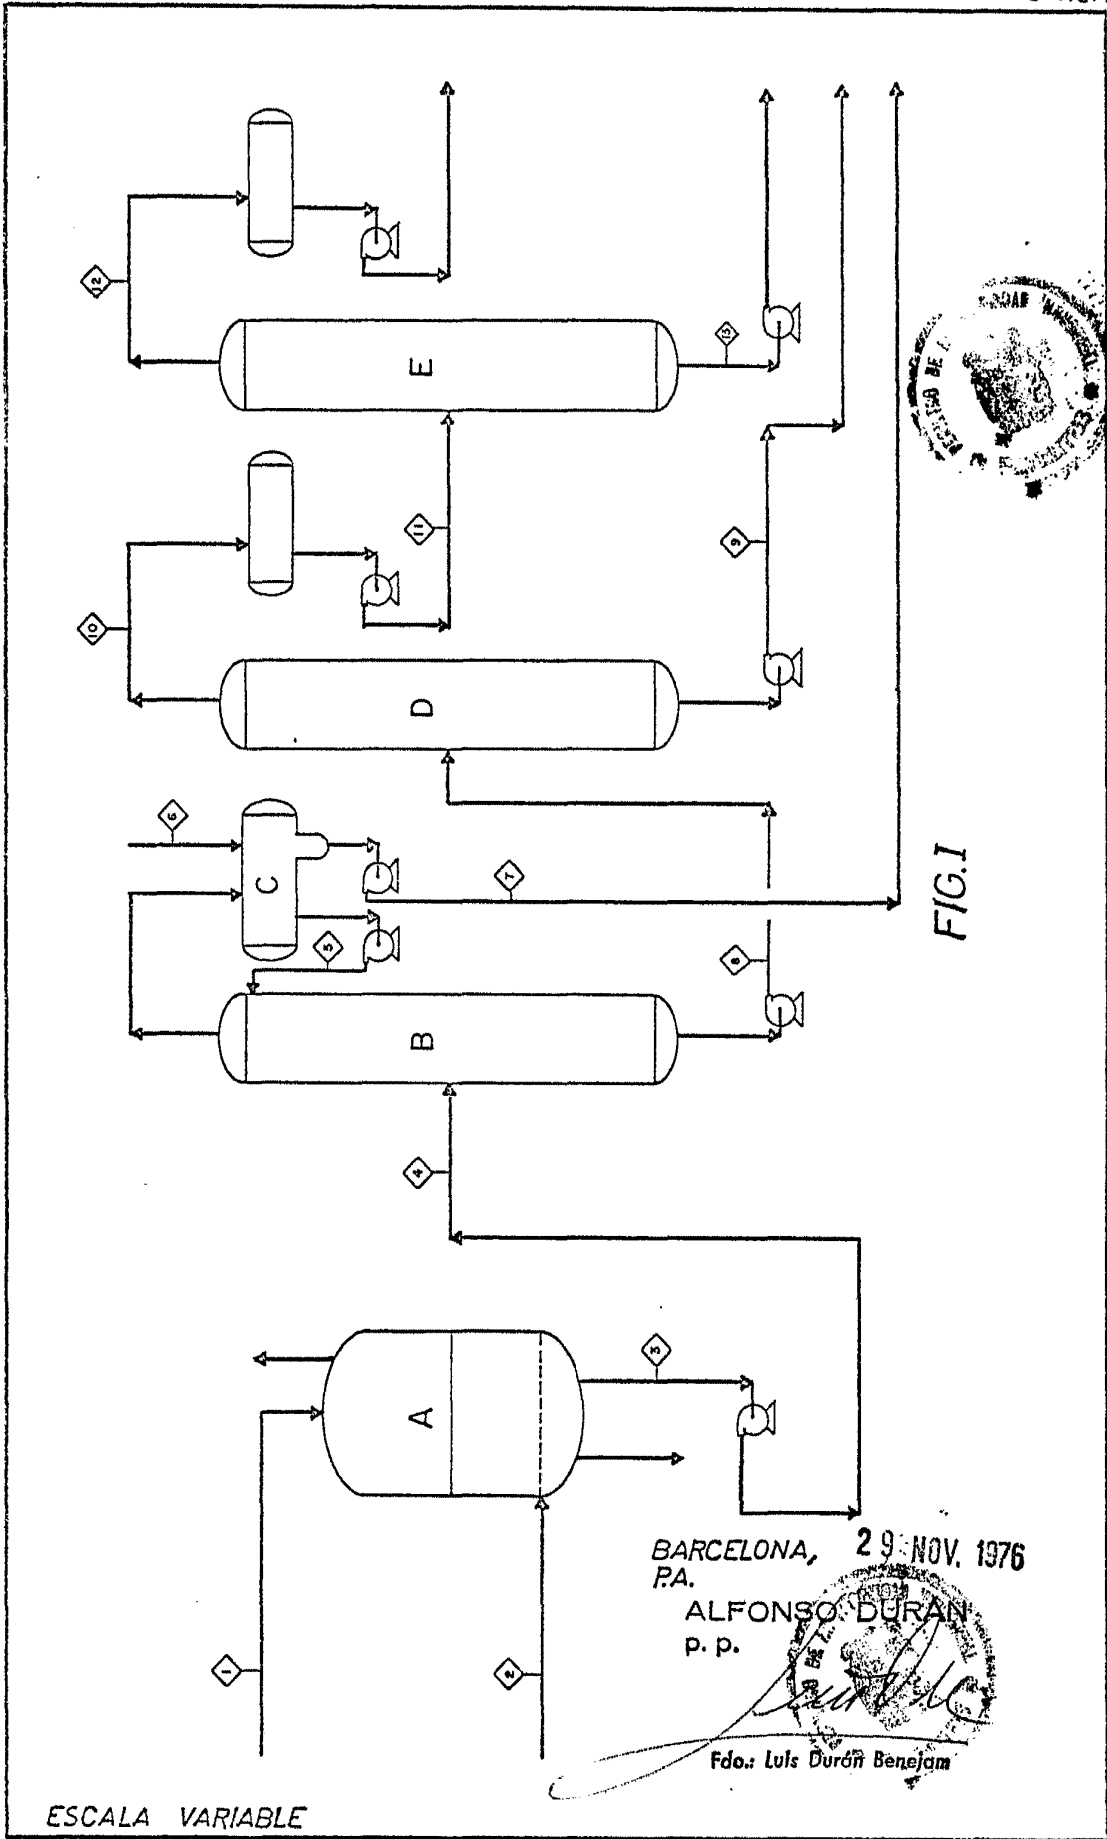 12
E
13
10
11
D
9
6
C
7
5
8
B
4
FIG.I
A
3
1
2
BARCELONA, 29 NOV. 1976
P.A.
ALFONSO DURAN
p. p.
Fdo.: Luis Durán Benejam
ESCALA VARIABLE